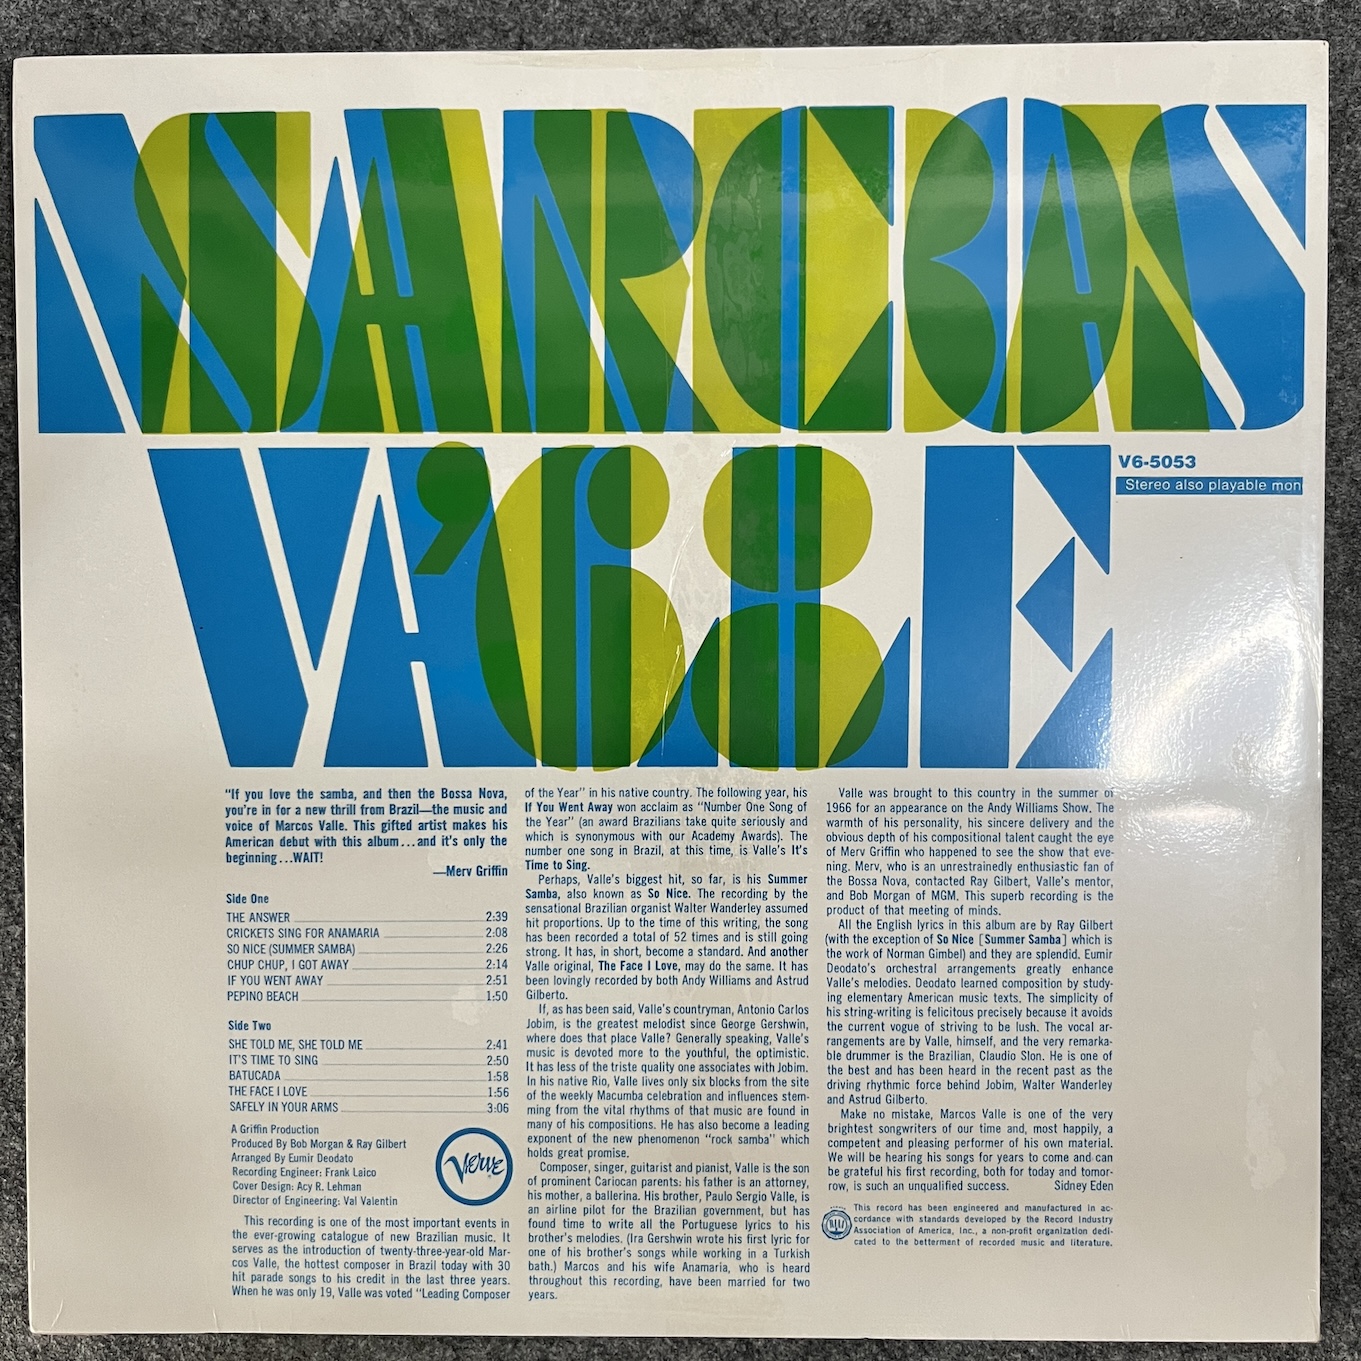 MARCOS
SAMBA
VALLE
'68
V6-5053
Stereo also playable mon
"If you love the samba, and then the Bossa Nova,
you're in for a new thrill from Brazil—the music and
voice of Marcos Valle. This gifted artist makes his
American debut with this album...and it's only the
beginning...WAIT!
—Merv Griffin
Side One
THE ANSWER 2:39
CRICKETS SING FOR ANAMARIA 2:08
SO NICE (SUMMER SAMBA) 2:26
CHUP CHUP, I GOT AWAY 2:14
IF YOU WENT AWAY 2:51
PEPINO BEACH 1:50
Side Two
SHE TOLD ME, SHE TOLD ME 2:41
IT'S TIME TO SING 2:50
BATUCADA 1:58
THE FACE I LOVE 1:56
SAFELY IN YOUR ARMS 3:06
A Griffin Production
Produced By Bob Morgan & Ray Gilbert
Arranged By Eumir Deodato
Recording Engineer: Frank Laico
Cover Design: Acy R. Lehman
Director of Engineering: Val Valentin
Verve
This recording is one of the most important events in
the ever-growing catalogue of new Brazilian music. It
serves as the introduction of twenty-three-year-old Mar-
cos Valle, the hottest composer in Brazil today with 30
hit parade songs to his credit in the last three years.
When he was only 19, Valle was voted "Leading Composer
of the Year" in his native country. The following year, his
If You Went Away won acclaim as "Number One Song of
the Year" (an award Brazilians take quite seriously and
which is synonymous with our Academy Awards). The
number one song in Brazil, at this time, is Valle's It's
Time to Sing.
Perhaps, Valle's biggest hit, so far, is his Summer
Samba, also known as So Nice. The recording by the
sensational Brazilian organist Walter Wanderley assumed
hit proportions. Up to the time of this writing, the song
has been recorded a total of 52 times and is still going
strong. It has, in short, become a standard. And another
Valle original, The Face I Love, may do the same. It has
been lovingly recorded by both Andy Williams and Astrud
Gilberto.
If, as has been said, Valle's countryman, Antonio Carlos
Jobim, is the greatest melodist since George Gershwin,
where does that place Valle? Generally speaking, Valle's
music is devoted more to the youthful, the optimistic.
It has less of the triste quality one associates with Jobim.
In his native Rio, Valle lives only six blocks from the site
of the weekly Macumba celebration and influences stem-
ming from the vital rhythms of that music are found in
many of his compositions. He has also become a leading
exponent of the new phenomenon "rock samba" which
holds great promise.
Composer, singer, guitarist and pianist, Valle is the son
of prominent Cariocan parents: his father is an attorney,
his mother, a ballerina. His brother, Paulo Sergio Valle, is
an airline pilot for the Brazilian government, but has
found time to write all the Portuguese lyrics to his
brother's melodies. (Ira Gershwin wrote his first lyric for
one of his brother's songs while working in a Turkish
bath.) Marcos and his wife Anamaria, who is heard
throughout this recording, have been married for two
years.
Valle was brought to this country in the summer of
1966 for an appearance on the Andy Williams Show. The
warmth of his personality, his sincere delivery and the
obvious depth of his compositional talent caught the eye
of Merv Griffin who happened to see the show that eve-
ning. Merv, who is an unrestrainedly enthusiastic fan of
the Bossa Nova, contacted Ray Gilbert, Valle's mentor,
and Bob Morgan of MGM. This superb recording is the
product of that meeting of minds.
All the English lyrics in this album are by Ray Gilbert
(with the exception of So Nice [Summer Samba] which is
the work of Norman Gimbel) and they are splendid. Eumir
Deodato's orchestral arrangements greatly enhance
Valle's melodies. Deodato learned composition by study-
ing elementary American music texts. The simplicity of
his string-writing is felicitous precisely because it avoids
the current vogue of striving to be lush. The vocal ar-
rangements are by Valle, himself, and the very remarka-
ble drummer is the Brazilian, Claudio Slon. He is one of
the best and has been heard in the recent past as the
driving rhythmic force behind Jobim, Walter Wanderley
and Astrud Gilberto.
Make no mistake, Marcos Valle is one of the very
brightest songwriters of our time and, most happily, a
competent and pleasing performer of his own material.
We will be hearing his songs for years to come and can
be grateful his first recording, both for today and tomor-
row, is such an unqualified success. Sidney Eden
This record has been engineered and manufactured in ac-
cordance with standards developed by the Record Industry
Association of America, Inc., a non-profit organization dedi-
cated to the betterment of recorded music and literature.